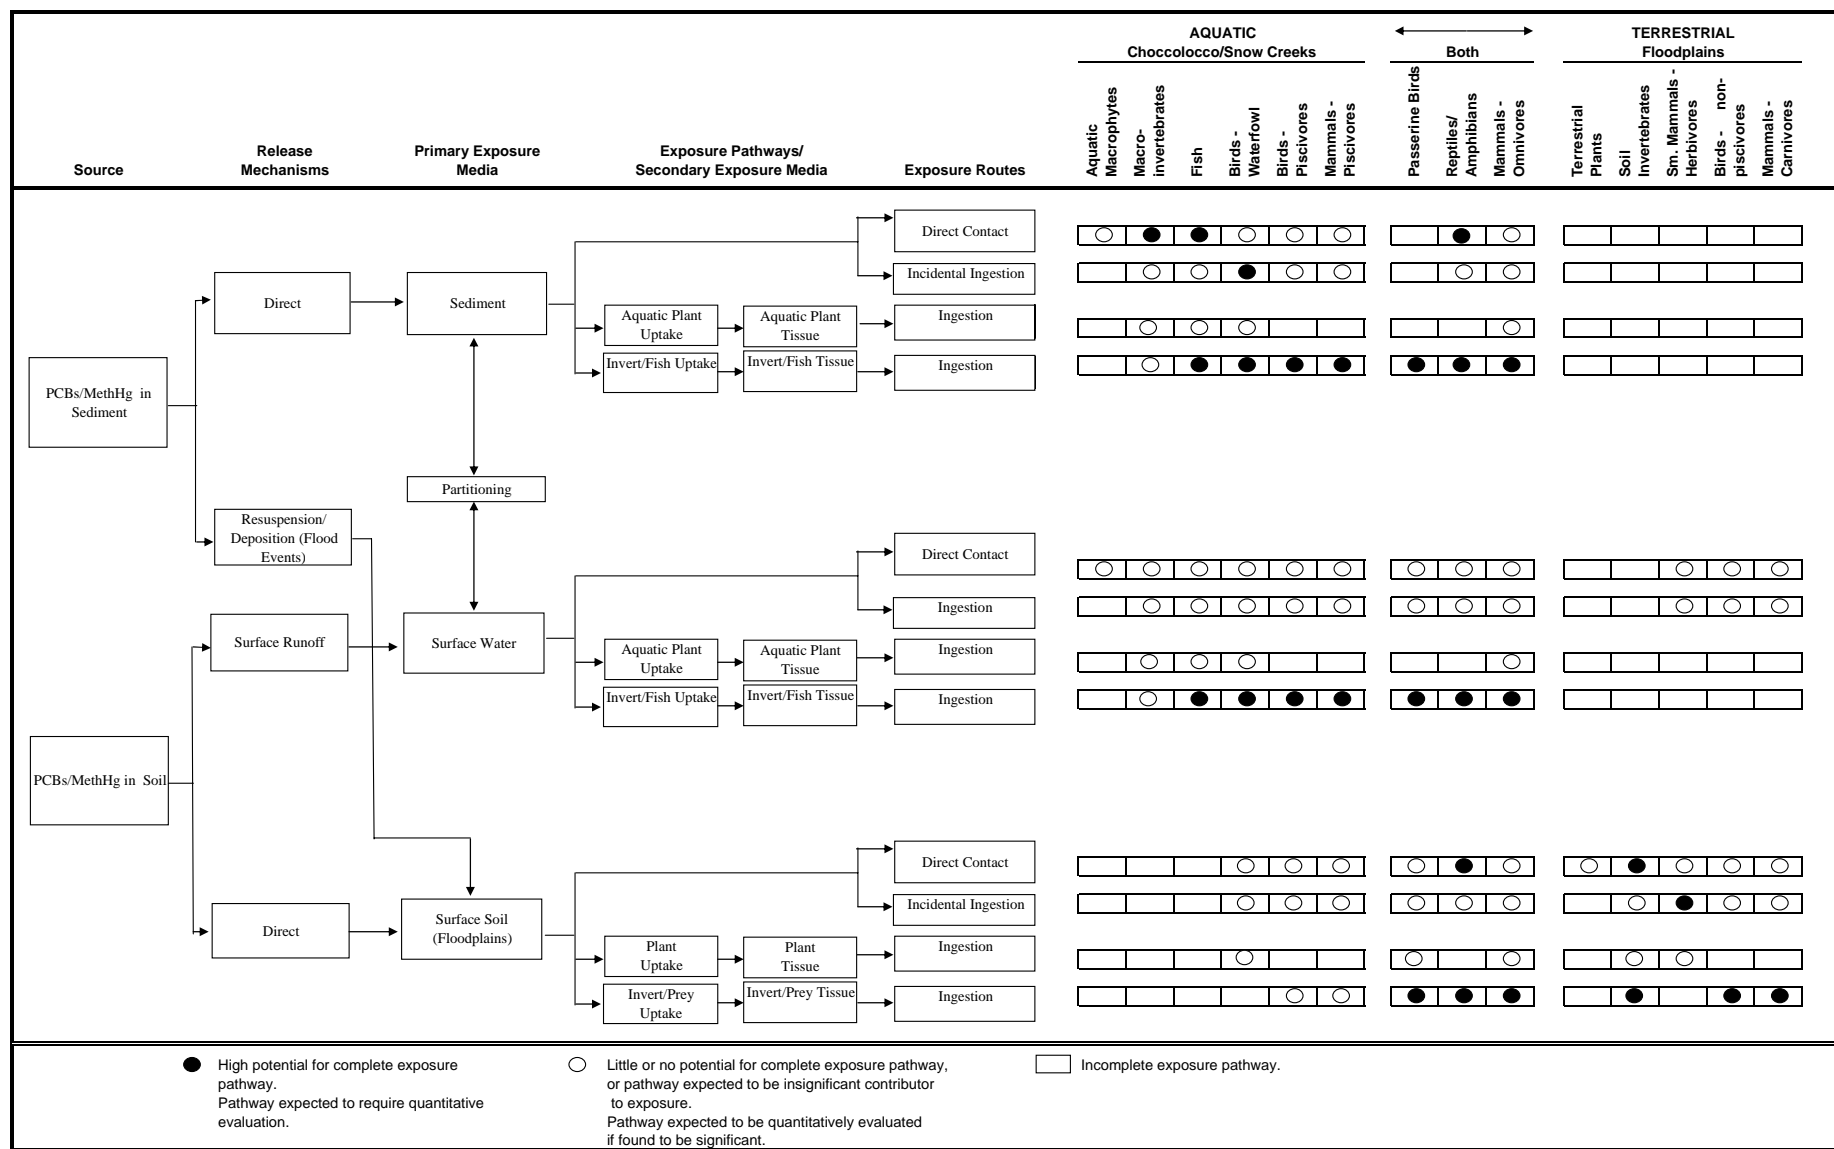 AQUATIC
Choccolocco/Snow Creeks
Both
TERRESTRIAL
Floodplains
Source
Release
Mechanisms
Primary Exposure
Media
Exposure Pathways/
Secondary Exposure Media
Exposure Routes
Aquatic
Macrophytes
Macro-
invertebrates
Fish
Birds -
Waterfowl
Birds -
Piscivores
Mammals -
Piscivores
Passerine Birds
Reptiles/
Amphibians
Mammals -
Omnivores
Terrestrial
Plants
Soil
Invertebrates
Sm. Mammals -
Herbivores
Birds - non-
piscivores
Mammals -
Carnivores
PCBs/MethHg in
Sediment
Direct
Sediment
Direct Contact
Incidental Ingestion
Aquatic Plant
Uptake
Aquatic Plant
Tissue
Ingestion
Invert/Fish Uptake
Invert/Fish Tissue
Ingestion
Partitioning
Resuspension/
Deposition (Flood
Events)
Direct Contact
Surface Runoff
Surface Water
Ingestion
Aquatic Plant
Uptake
Aquatic Plant
Tissue
Ingestion
Invert/Fish Uptake
Invert/Fish Tissue
Ingestion
PCBs/MethHg in Soil
Direct Contact
Direct
Surface Soil
(Floodplains)
Incidental Ingestion
Plant
Uptake
Plant
Tissue
Ingestion
Invert/Prey
Uptake
Invert/Prey Tissue
Ingestion
High potential for complete exposure
pathway.
Pathway expected to require quantitative
evaluation.
Little or no potential for complete exposure pathway,
or pathway expected to be insignificant contributor
to exposure.
Pathway expected to be quantitatively evaluated
if found to be significant.
Incomplete exposure pathway.